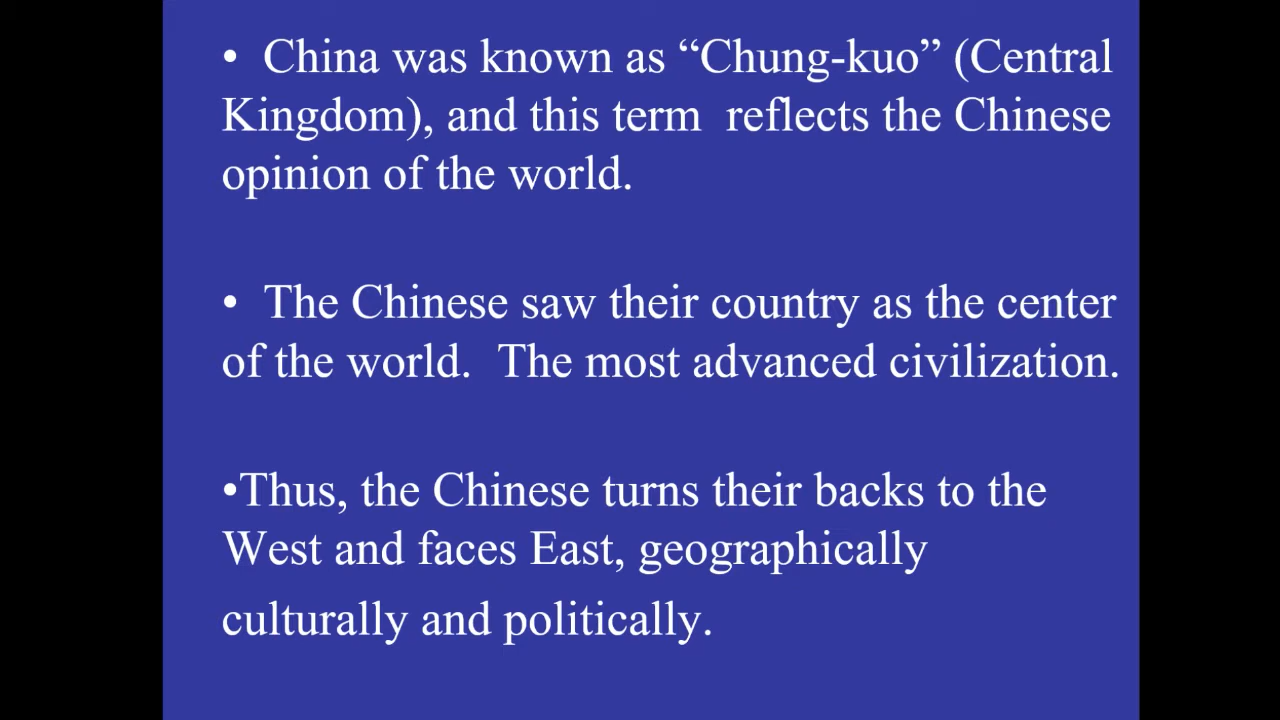 • China was known as “Chung-kuo” (Central
Kingdom), and this term  reflects the Chinese
opinion of the world.
• The Chinese saw their country as the center
of the world.  The most advanced civilization.
•Thus, the Chinese turns their backs to the
West and faces East, geographically
culturally and politically.